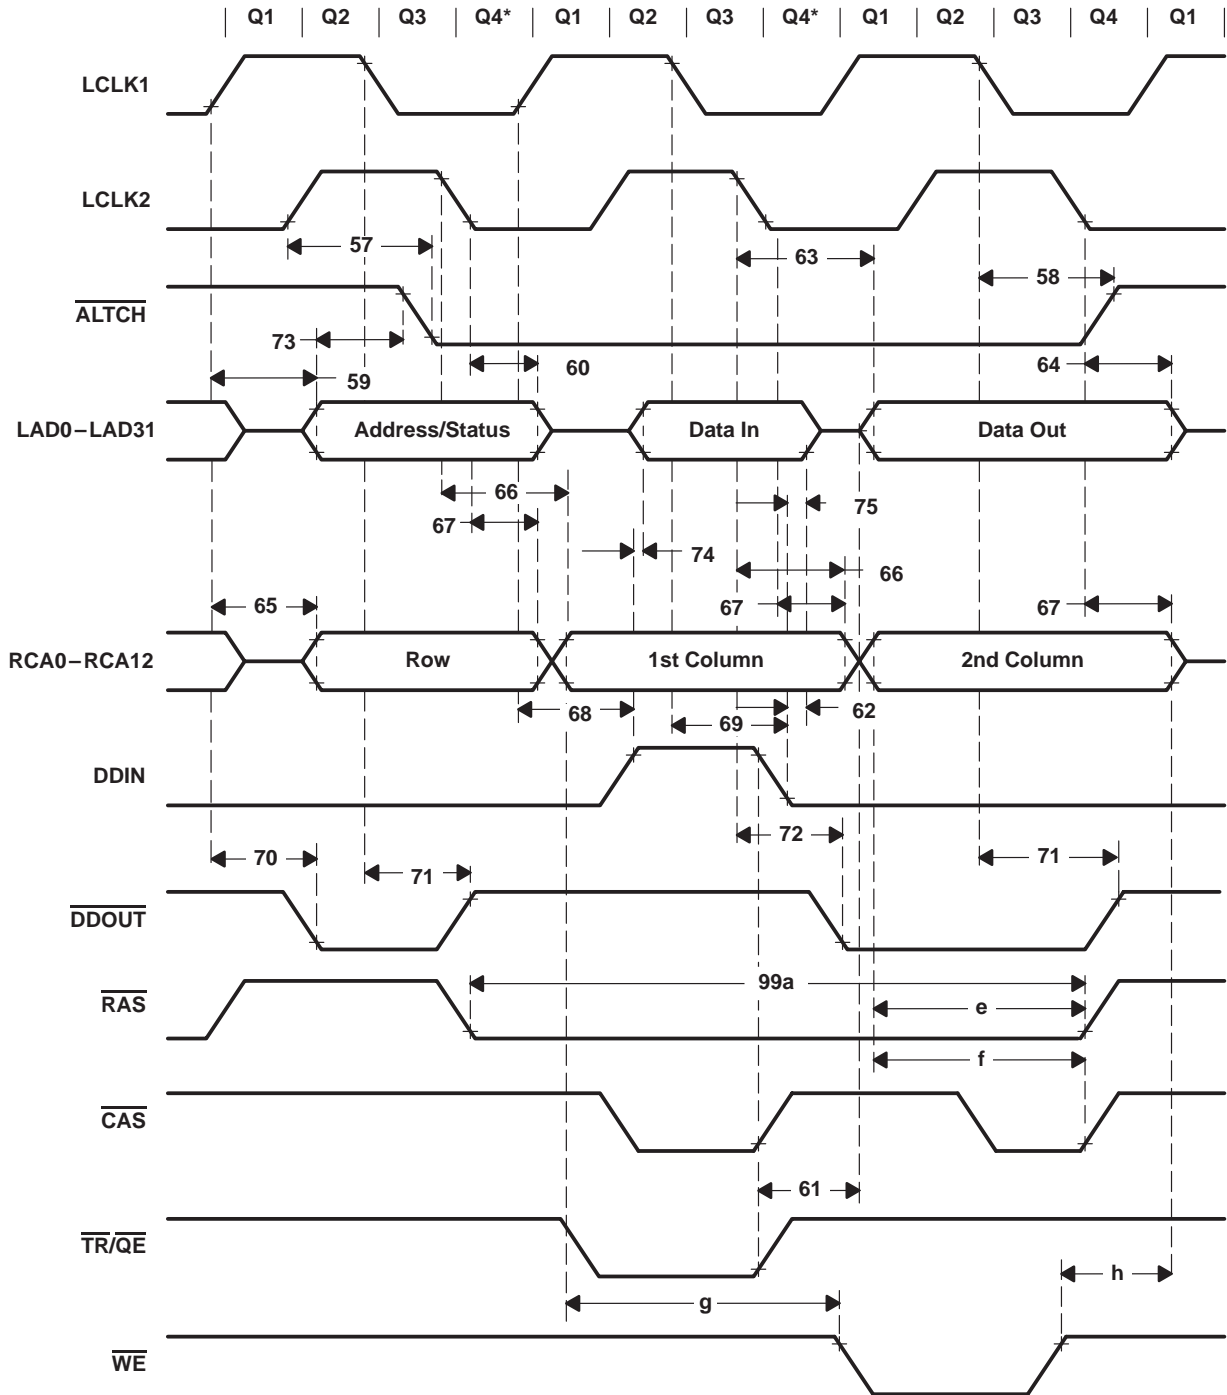 Q1 Q2 Q3 Q4* Q1 Q2 Q3 Q4* Q1 Q2 Q3 Q4 Q1
LCLK1
LCLK2
57
63
58
ALTCH
73
60
64
59
LAD0–LAD31 Address/Status Data In Data Out
66
75
67
74
66
65
67
67
RCA0–RCA12 Row 1st Column 2nd Column
68
69
62
DDIN
72
70
71
71
DDOUT
99a
RAS
e
f
CAS
61
TR/QE
h
g
WE